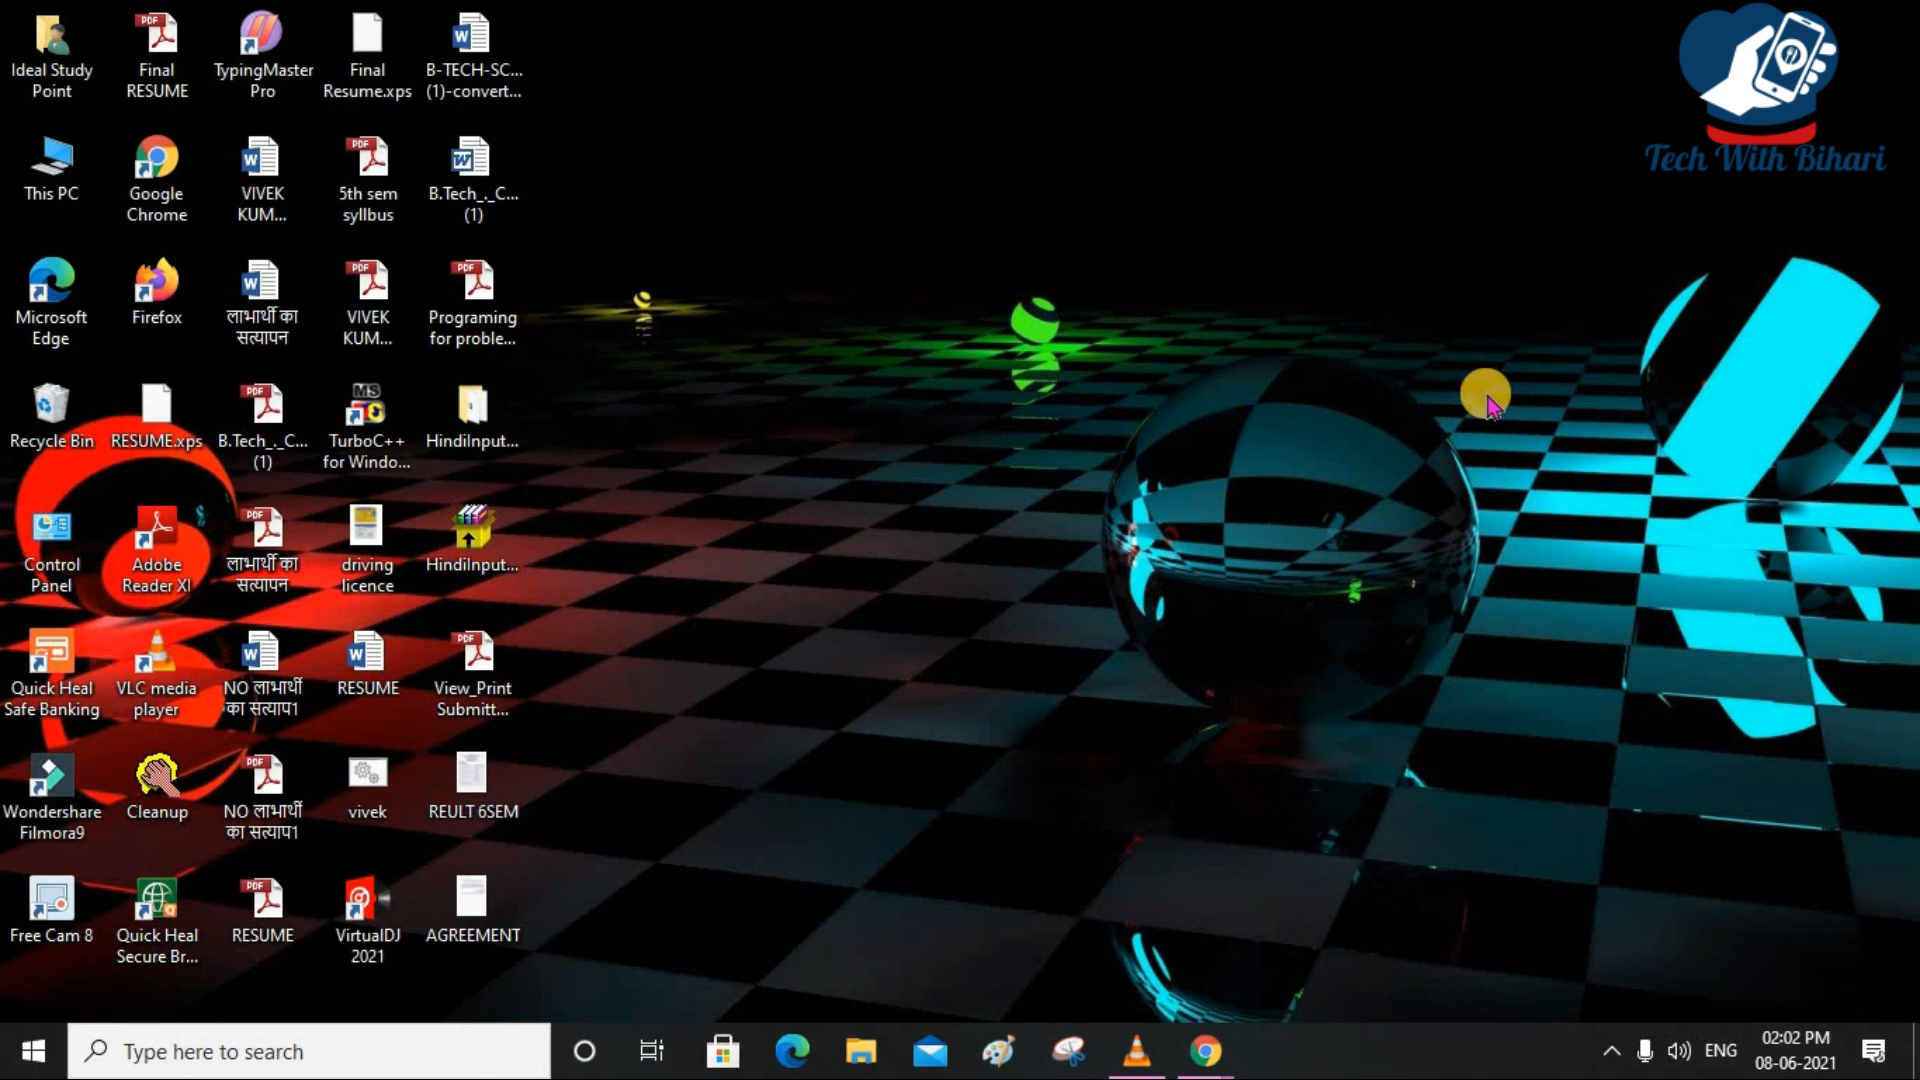 Ideal Study
Point
Final
RESUME
TypingMaster
Pro
Final
Resume.xps
B-TECH-SC...
(1)-convert...
Tech With Bihari
This PC
Google
Chrome
VIVEK
KUM...
5th sem
syllbus
B.Tech_._C...
(1)
Microsoft
Edge
Firefox
लाभार्थी का
सत्यापन
VIVEK
KUM...
Programing
for proble...
Recycle Bin
RESUME.xps
B.Tech_._C...
(1)
TurboC++
for Windo...
HindiInput...
Control
Panel
Adobe
Reader XI
लाभार्थी का
सत्यापन
driving
licence
HindiInput...
Quick Heal
Safe Banking
VLC media
player
NO लाभार्थी
का सत्याप1
RESUME
View_Print
Submitt...
Wondershare
Filmora9
Cleanup
NO लाभार्थी
का सत्याप1
vivek
REULT 6SEM
Free Cam 8
Quick Heal
Secure Br...
RESUME
VirtualDJ
2021
AGREEMENT
Type here to search
ENG
02:02 PM
08-06-2021